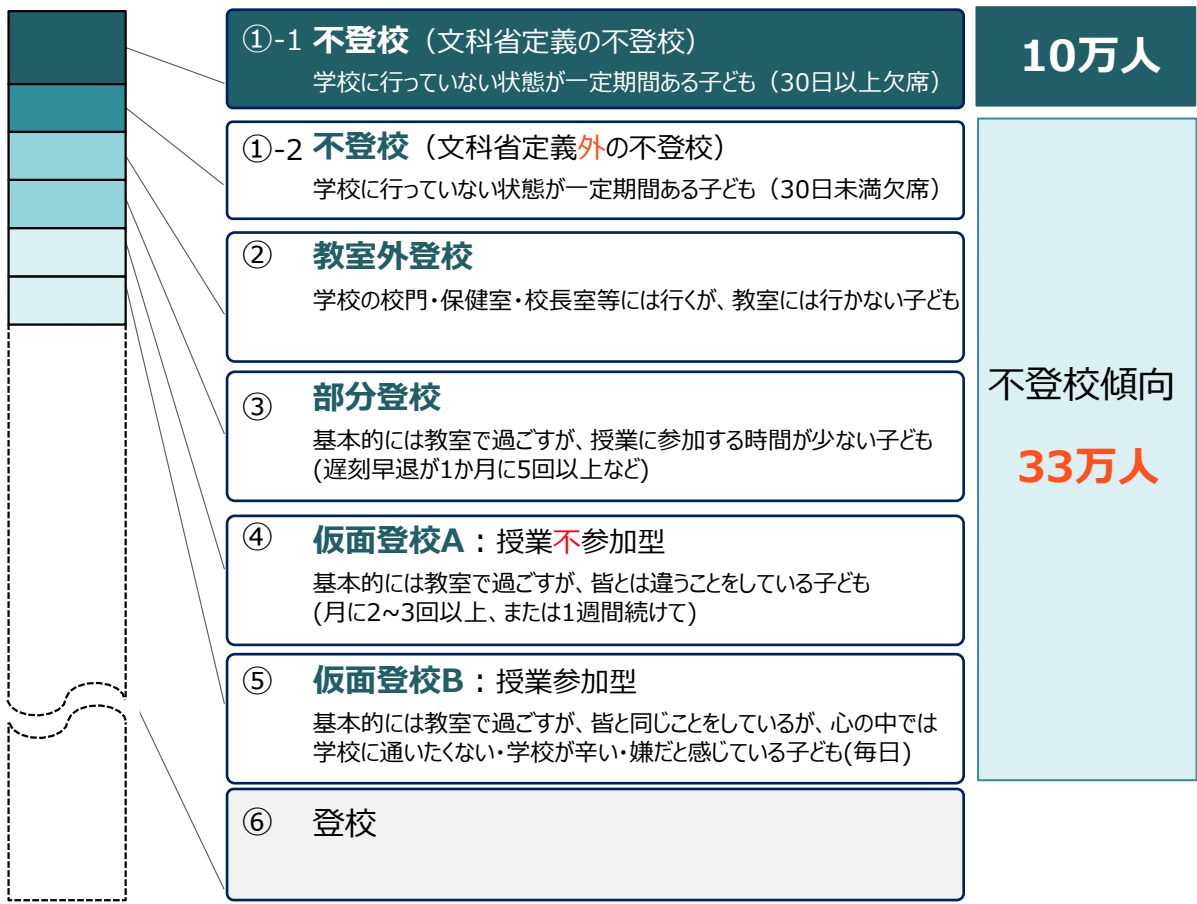 ①-1 不登校（文科省定義の不登校）
学校に行っていない状態が一定期間ある子ども（30日以上欠席）
10万人
①-2 不登校（文科省定義外の不登校）
学校に行っていない状態が一定期間ある子ども（30日未満欠席）
② 教室外登校
学校の校門・保健室・校長室等には行くが、教室には行かない子ども
③ 部分登校
基本的には教室で過ごすが、授業に参加する時間が少ない子ども
(遅刻早退が1か月に5回以上など)
④ 仮面登校A：授業不参加型
基本的には教室で過ごすが、皆とは違うことをしている子ども
(月に2~3回以上、または1週間続けて)
⑤ 仮面登校B：授業参加型
基本的には教室で過ごすが、皆と同じことをしているが、心の中では
学校に通いたくない・学校が辛い・嫌だと感じている子ども(毎日)
不登校傾向
33万人
⑥ 登校